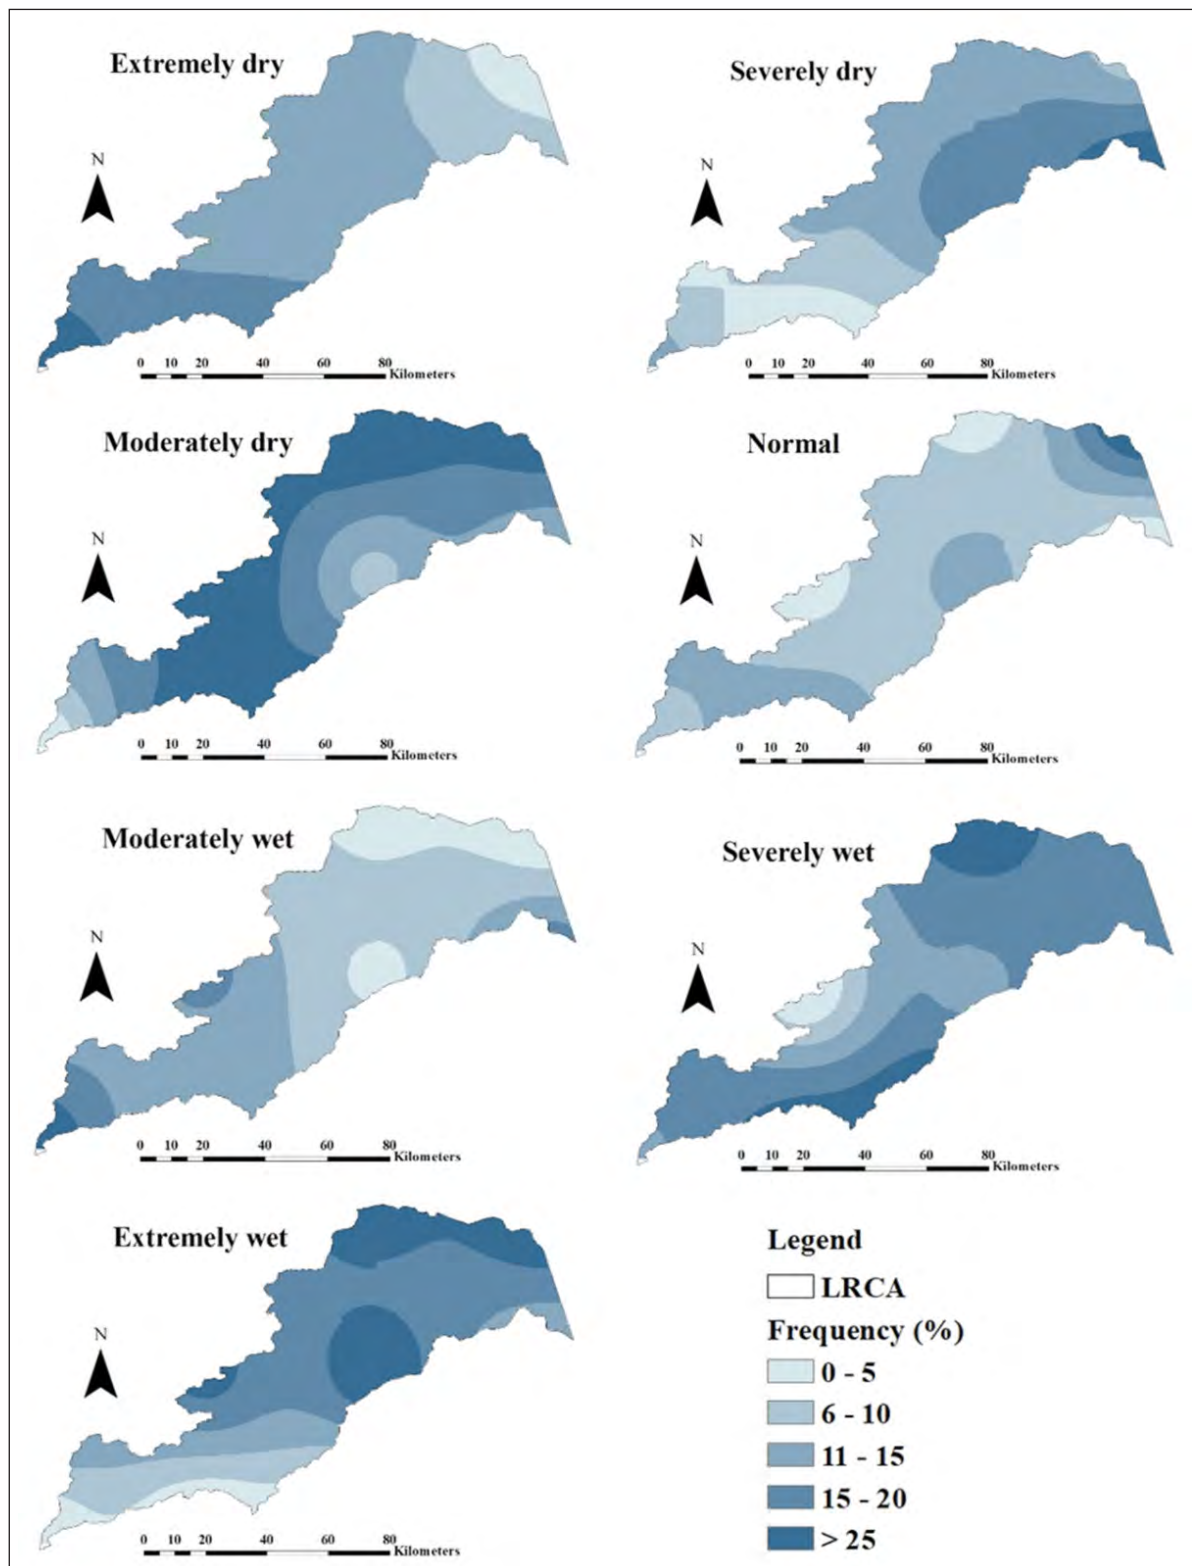 Extremely dry
N
0 10 20 40 60 80
Kilometers
Severely dry
N
0 10 20 40 60 80
Kilometers
Moderately dry
N
0 10 20 40 60 80
Kilometers
Normal
N
0 10 20 40 60 80
Kilometers
Moderately wet
N
0 10 20 40 60 80
Kilometers
Severely wet
N
0 10 20 40 60 80
Kilometers
Extremely wet
N
0 10 20 40 60 80
Kilometers
Legend
LRCA
Frequency (%)
0 - 5
6 - 10
11 - 15
15 - 20
> 25